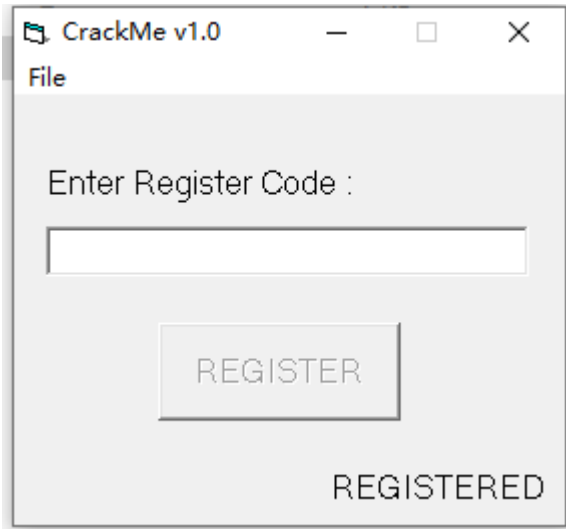 CrackMe v1.0
File
Enter Register Code :
REGISTER
REGISTERED